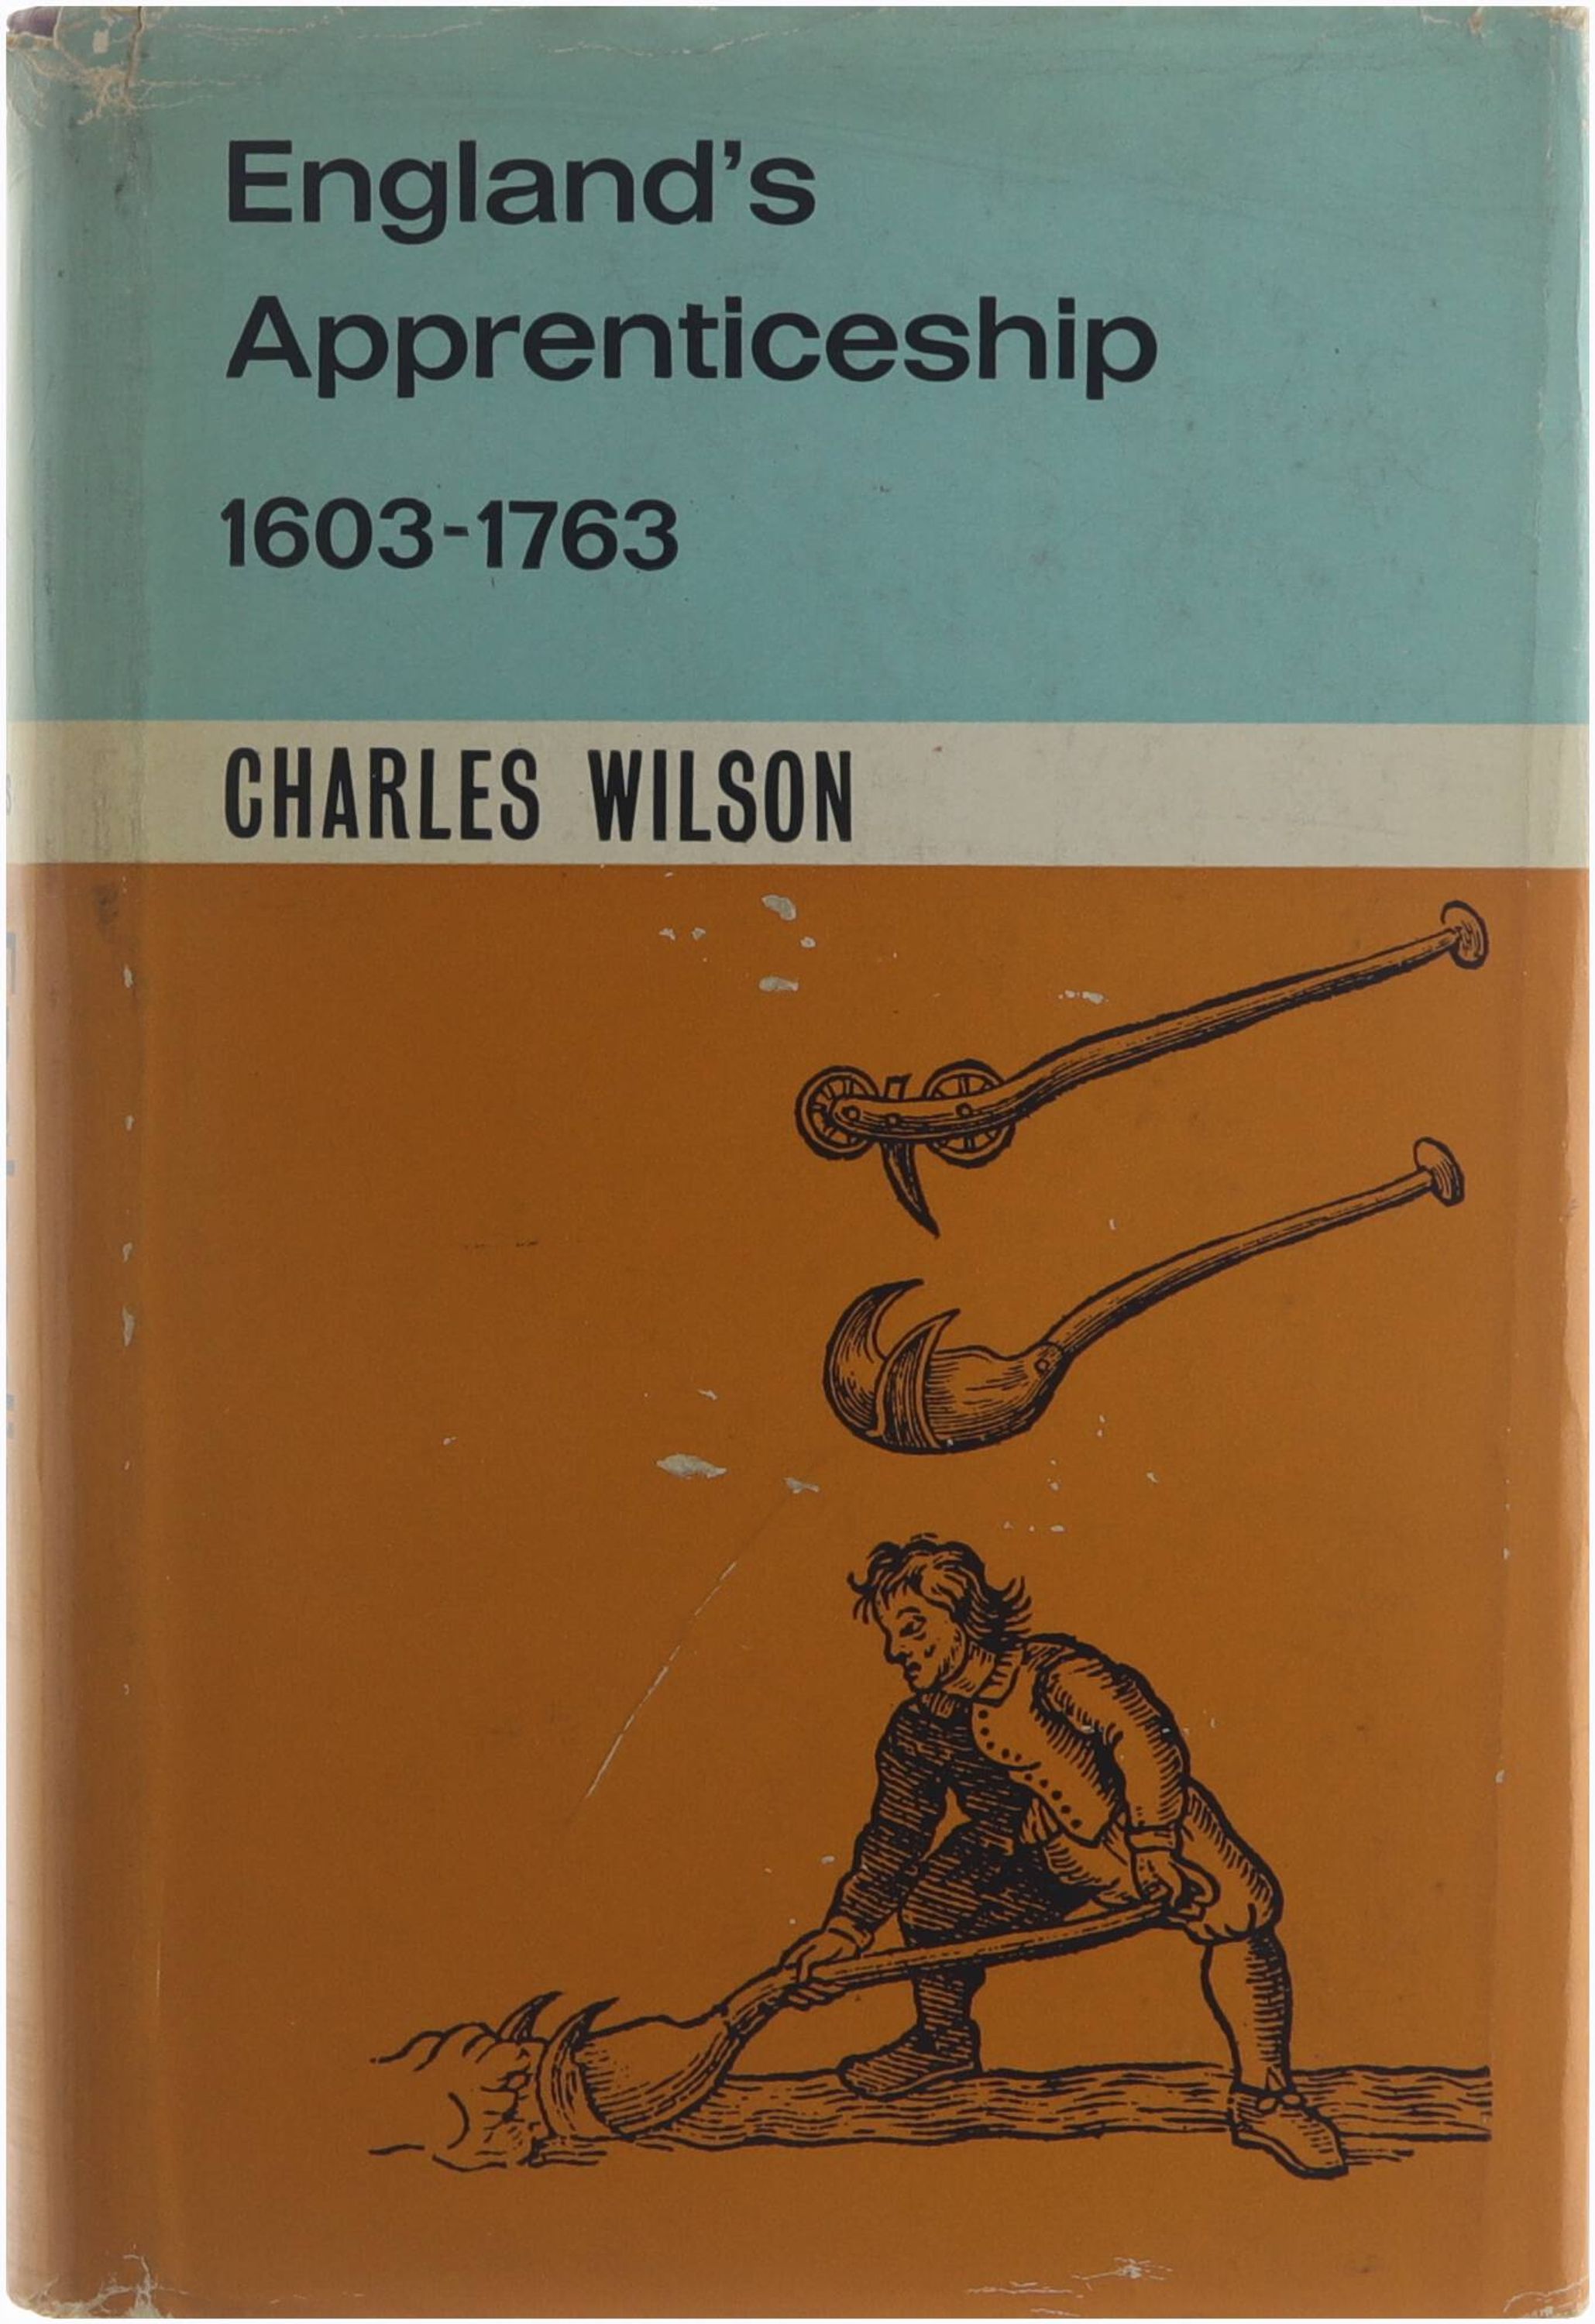 England's
Apprenticeship
1603-1763
CHARLES WILSON